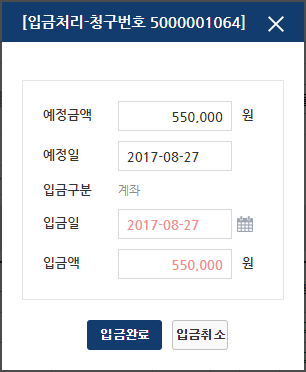 [입금처리-청구번호 5000001064]
예정금액 550,000 원
예정일 2017-08-27
입금구분 계좌
입금일 2017-08-27
입금액 550,000 원
입금완료 입금취소